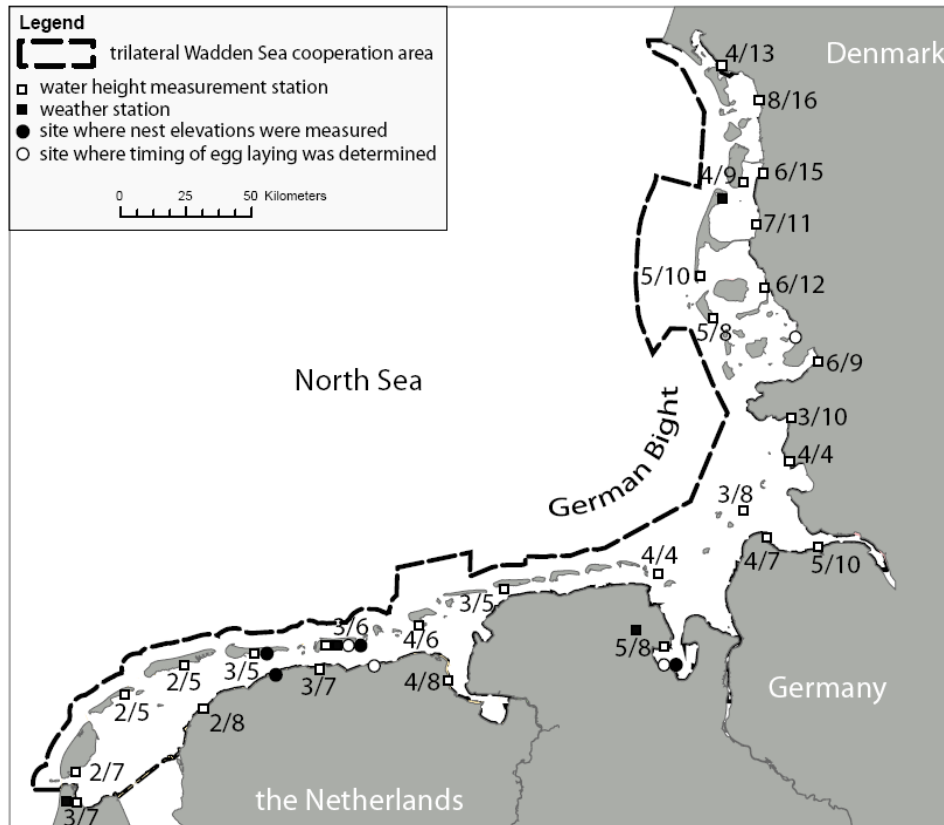 Legend
trilateral Wadden Sea cooperation area
water height measurement station
weather station
site where nest elevations were measured
site where timing of egg laying was determined
0 25 50 Kilometers
Denmark
4/13
8/16
4/9
6/15
7/11
5/10
6/12
5/8
6/9
North Sea
3/10
German Bight
4/4
3/8
4/7
5/10
4/4
3/5
3/6
4/6
5/8
3/5
2/5
3/7
4/8
2/5
2/8
Germany
2/7
the Netherlands
3/7